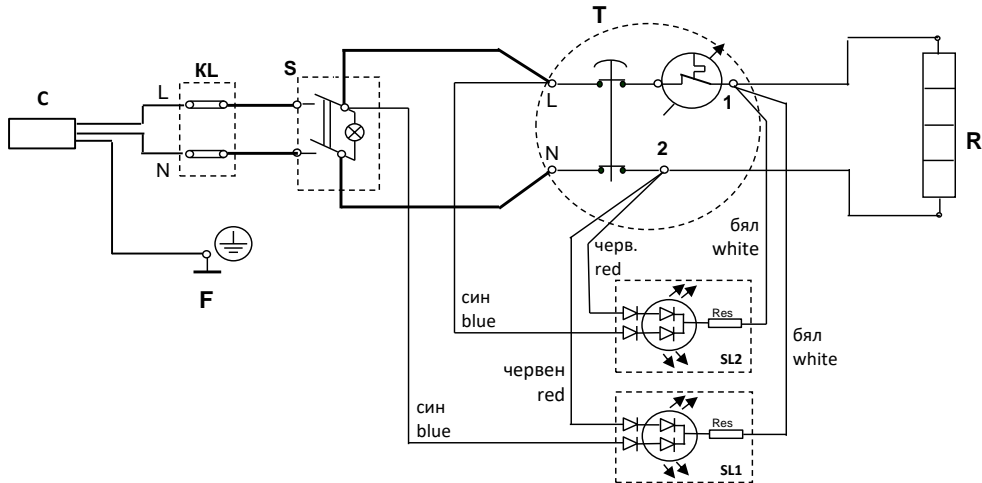 T
KL
S
C
L
N
L
N
1
2
R
F
бял
white
черв.
red
син
blue
Res
SL2
бял
white
червен
red
син
blue
Res
SL1